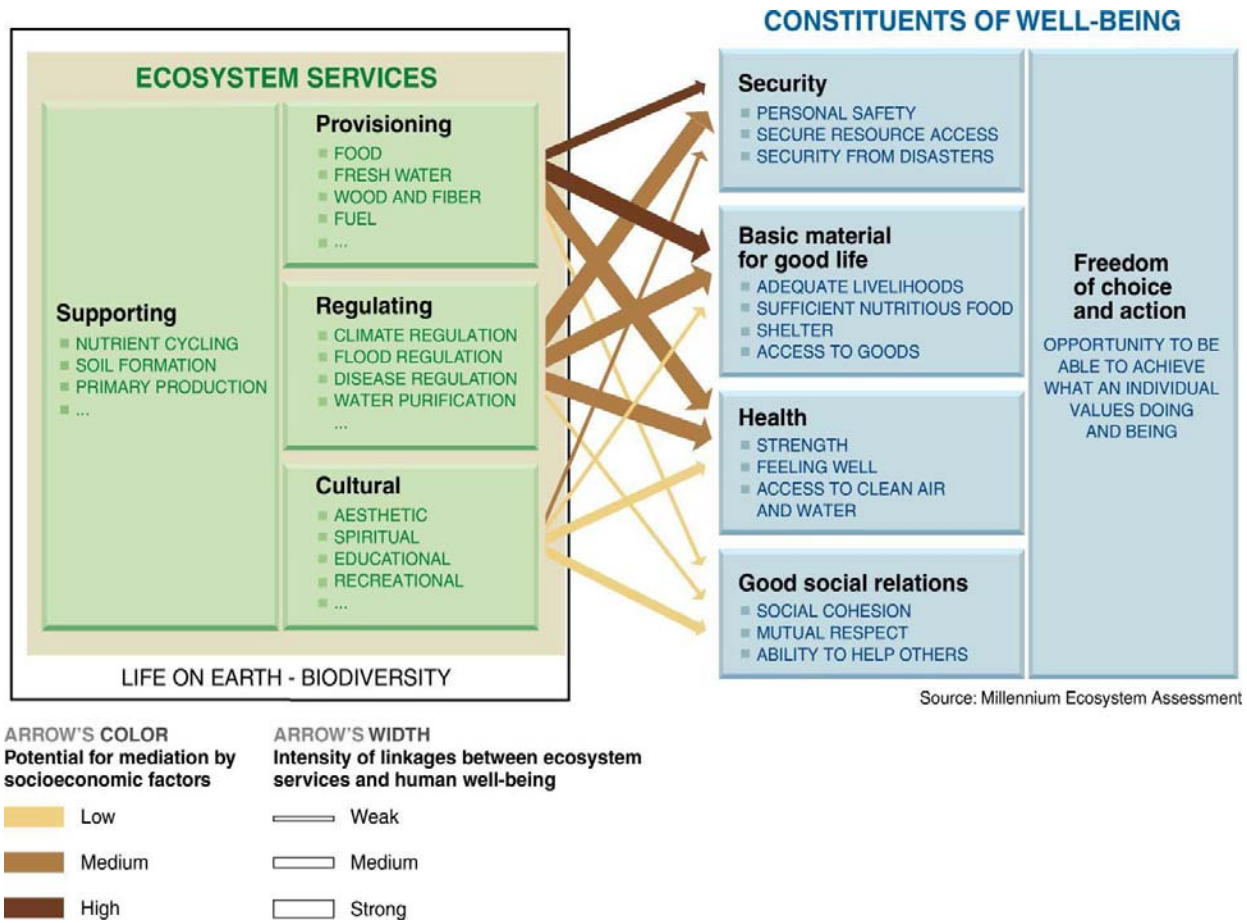 CONSTITUENTS OF WELL-BEING
ECOSYSTEM SERVICES
Supporting
NUTRIENT CYCLING
SOIL FORMATION
PRIMARY PRODUCTION
...
Provisioning
FOOD
FRESH WATER
WOOD AND FIBER
FUEL
...
Regulating
CLIMATE REGULATION
FLOOD REGULATION
DISEASE REGULATION
WATER PURIFICATION
...
Cultural
AESTHETIC
SPIRITUAL
EDUCATIONAL
RECREATIONAL
...
LIFE ON EARTH - BIODIVERSITY
Security
PERSONAL SAFETY
SECURE RESOURCE ACCESS
SECURITY FROM DISASTERS
Basic material
for good life
ADEQUATE LIVELIHOODS
SUFFICIENT NUTRITIOUS FOOD
SHELTER
ACCESS TO GOODS
Health
STRENGTH
FEELING WELL
ACCESS TO CLEAN AIR
AND WATER
Good social relations
SOCIAL COHESION
MUTUAL RESPECT
ABILITY TO HELP OTHERS
Freedom
of choice
and action
OPPORTUNITY TO BE
ABLE TO ACHIEVE
WHAT AN INDIVIDUAL
VALUES DOING
AND BEING
Source: Millennium Ecosystem Assessment
ARROW'S COLOR
Potential for mediation by
socioeconomic factors
Low
Medium
High
ARROW'S WIDTH
Intensity of linkages between ecosystem
services and human well-being
Weak
Medium
Strong